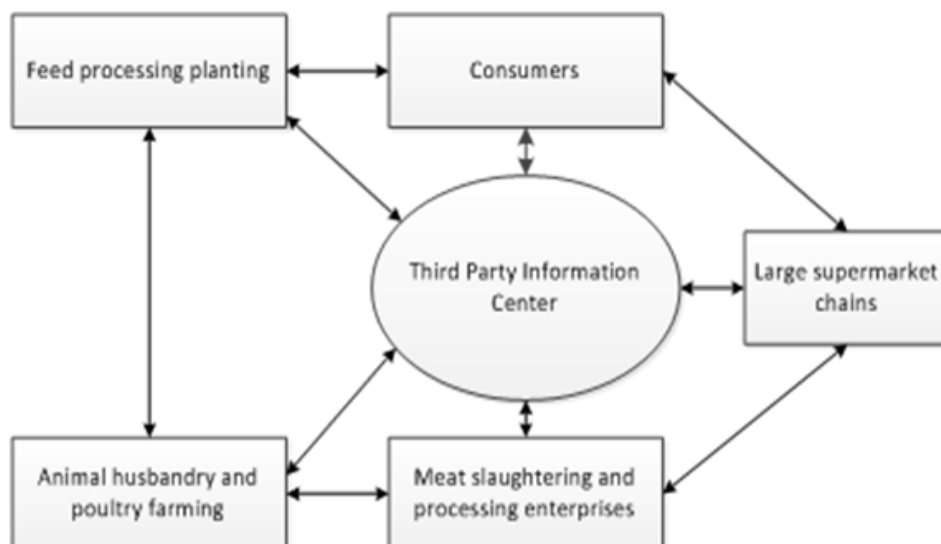 Feed processing planting
Consumers
Third Party Information
Center
Large supermarket
chains
Animal husbandry and
poultry farming
Meat slaughtering and
processing enterprises